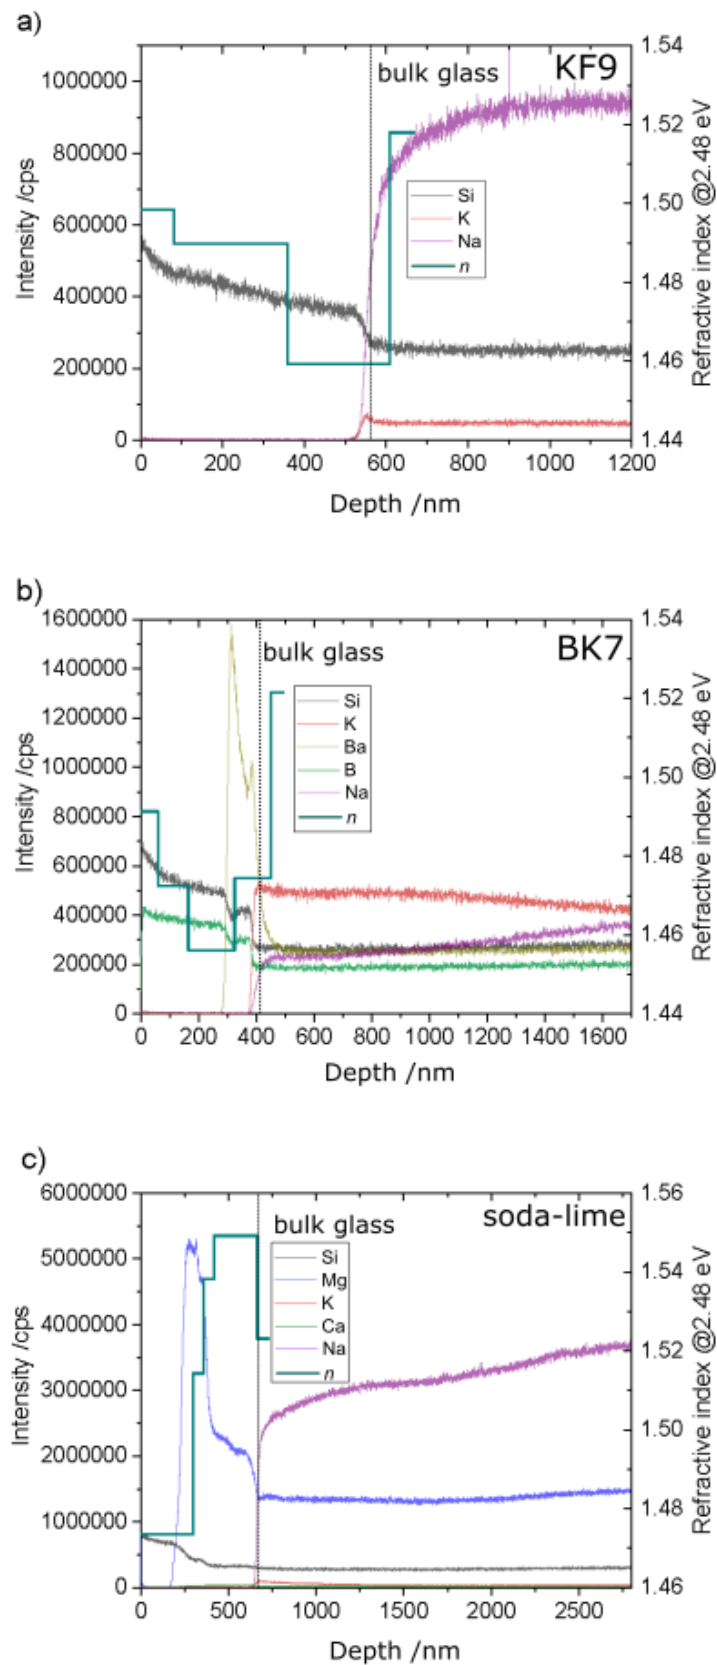 a)
KF9
bulk glass
Intensity /cps
1000000
800000
600000
400000
200000
0
Si
K
Na
n
1.54
1.52
1.50
1.48
1.46
1.44
Refractive index @2.48 eV
0 200 400 600 800 1000 1200
Depth /nm
b)
BK7
bulk glass
Intensity /cps
1600000
1400000
1200000
1000000
800000
600000
400000
200000
0
Si
K
Ba
B
Na
n
1.54
1.52
1.50
1.48
1.46
1.44
Refractive index @2.48 eV
0 200 400 600 800 1000 1200 1400 1600
Depth /nm
c)
soda-lime
bulk glass
Intensity /cps
6000000
5000000
4000000
3000000
2000000
1000000
0
Si
Mg
K
Ca
Na
n
1.56
1.54
1.52
1.50
1.48
1.46
Refractive index @2.48 eV
0 500 1000 1500 2000 2500
Depth /nm